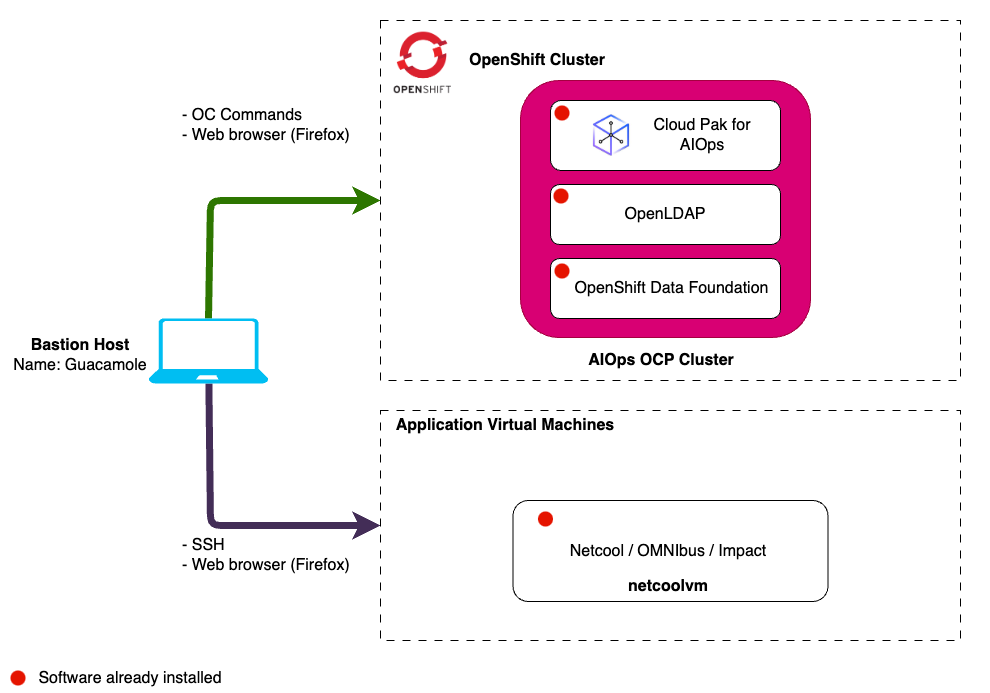 OPENSHIFT
OpenShift Cluster
- OC Commands
- Web browser (Firefox)
Cloud Pak for
AIOps
OpenLDAP
OpenShift Data Foundation
AIOps OCP Cluster
Bastion Host
Name: Guacamole
Application Virtual Machines
- SSH
- Web browser (Firefox)
Netcool / OMNIbus / Impact
netcoolvm
Software already installed